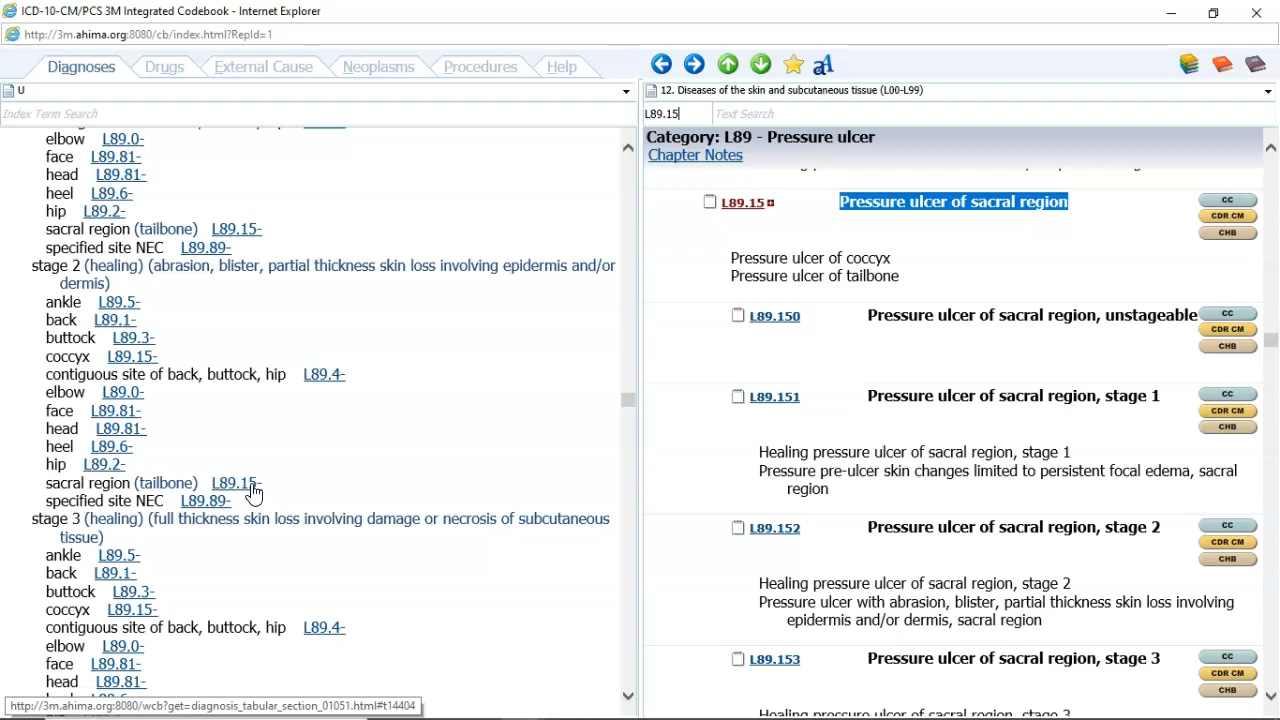 ICD-10-CM/PCS 3M Integrated Codebook - Internet Explorer
http://3m.ahima.org:8080/cb/index.html?RepId=1
Diagnoses Drugs External Cause Neoplasms Procedures Help
U
Index Term Search
elbow L89.0-
face L89.81-
head L89.81-
heel L89.6-
hip L89.2-
sacral region (tailbone) L89.15-
specified site NEC L89.89-
stage 2 (healing) (abrasion, blister, partial thickness skin loss involving epidermis and/or
dermis)
ankle L89.5-
back L89.1-
buttock L89.3-
coccyx L89.15-
contiguous site of back, buttock, hip L89.4-
elbow L89.0-
face L89.81-
head L89.81-
heel L89.6-
hip L89.2-
sacral region (tailbone) L89.15-
specified site NEC L89.89-
stage 3 (healing) (full thickness skin loss involving damage or necrosis of subcutaneous
tissue)
ankle L89.5-
back L89.1-
buttock L89.3-
coccyx L89.15-
contiguous site of back, buttock, hip L89.4-
elbow L89.0-
face L89.81-
head L89.81-
http://3m.ahima.org:8080/wcb?get=diagnosis_tabular_section_01051.html#t14404
12. Diseases of the skin and subcutaneous tissue (L00-L99)
L89.15 Text Search
Category: L89 - Pressure ulcer
Chapter Notes
L89.15 Pressure ulcer of sacral region CC
CDR CM
CHB
Pressure ulcer of coccyx
Pressure ulcer of tailbone
L89.150 Pressure ulcer of sacral region, unstageable CC
CDR CM
CHB
L89.151 Pressure ulcer of sacral region, stage 1 CC
CDR CM
CHB
Healing pressure ulcer of sacral region, stage 1
Pressure pre-ulcer skin changes limited to persistent focal edema, sacral
region
L89.152 Pressure ulcer of sacral region, stage 2 CC
CDR CM
CHB
Healing pressure ulcer of sacral region, stage 2
Pressure ulcer with abrasion, blister, partial thickness skin loss involving
epidermis and/or dermis, sacral region
L89.153 Pressure ulcer of sacral region, stage 3 CC
CDR CM
CHB
Healing pressure ulcer of sacral region, stage 3